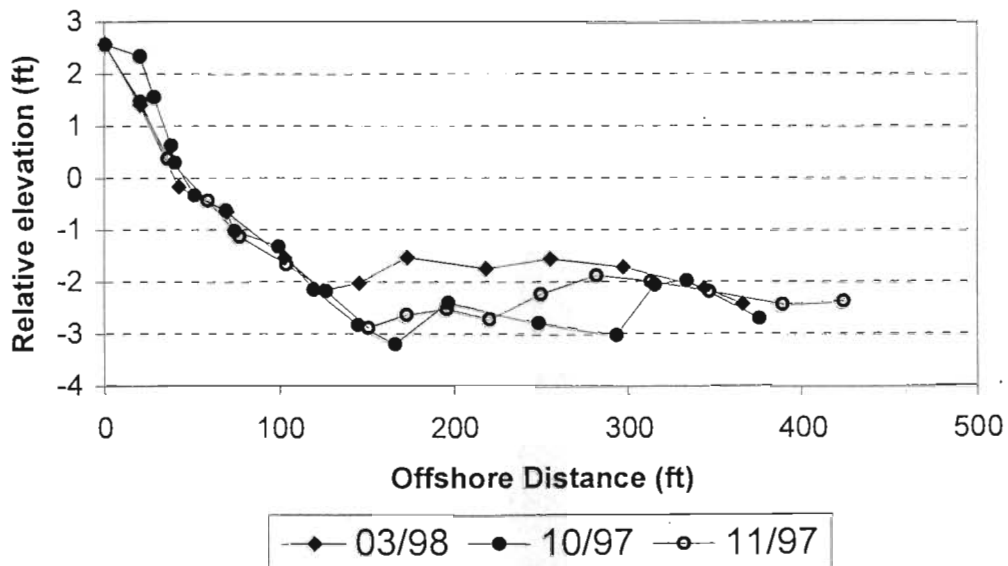 Relative elevation (ft)
3
2
1
0
-1
-2
-3
-4
0 100 200 300 400 500
Offshore Distance (ft)
03/98 10/97 11/97